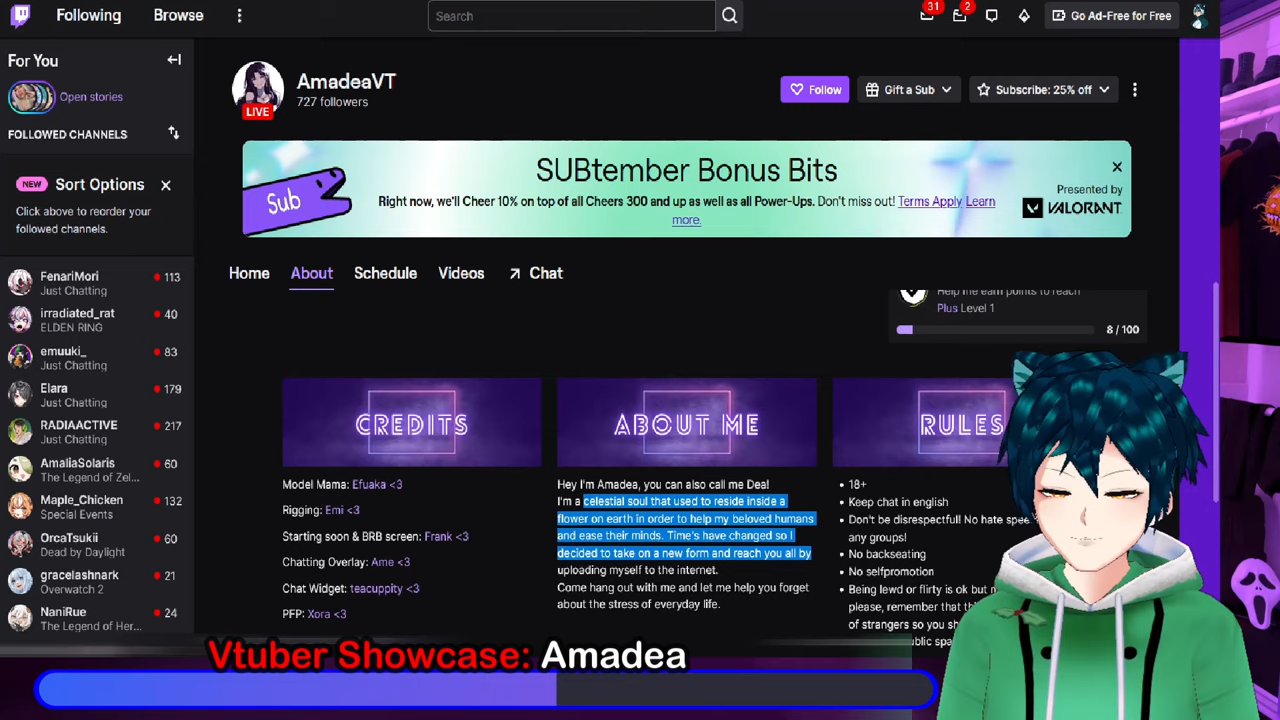 Following
Browse
Search
31
2
Go Ad-Free for Free
For You
Open stories
FOLLOWED CHANNELS
NEW Sort Options
Click above to reorder your
followed channels.
FenariMori 113
Just Chatting
irradiated_rat 40
ELDEN RING
emuuki_ 83
Just Chatting
Elara 179
Just Chatting
RADIAACTIVE 217
Just Chatting
AmaliaSolaris 60
The Legend of Zel...
Maple_Chicken 132
Special Events
OrcaTsukii 60
Dead by Daylight
gracelashnark 21
Overwatch 2
NaniRue 24
The Legend of Her...
AmadeaVT
727 followers
LIVE
Follow
Gift a Sub
Subscribe: 25% off
Sub
SUBtember Bonus Bits
Right now, we'll Cheer 10% on top of all Cheers 300 and up as well as all Power-Ups. Don't miss out! Terms Apply Learn
more.
Presented by
VALORANT
Home
About
Schedule
Videos
Chat
Help me earn points to reach
Plus Level 1
8 / 100
CREDITS
Model Mama: Efuaka <3
Rigging: Emi <3
Starting soon & BRB screen: Frank <3
Chatting Overlay: Ame <3
Chat Widget: teacuppity <3
PFP: Xora <3
ABOUT ME
Hey I'm Amadea, you can also call me Dea!
I'm a celestial soul that used to reside inside a
flower on earth in order to help my beloved humans
and ease their minds. Time's have changed so I
decided to take on a new form and reach you all by
uploading myself to the internet.
Come hang out with me and let me help you forget
about the stress of everyday life.
RULES
18+
Keep chat in english
Don't be disrespectful No hate
any groups!
No backseating
No selfpromotion
Being lewd or flirty is ok but
please, remember that
of strangers so you
public
Vtuber Showcase: Amadea